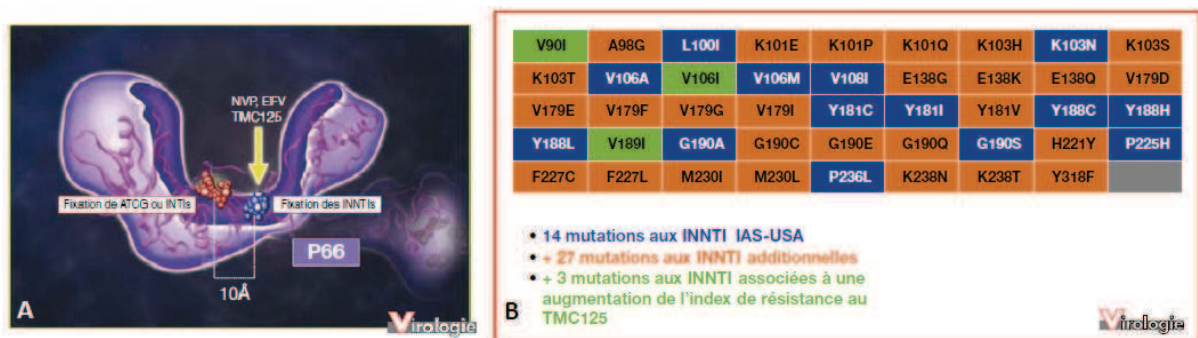 NVP, EIFV
TMC125
Fixation de ATCG ou INTIs
Fixation des INNTIs
P66
10Å
A
Virologie
V90I A98G L100I K101E K101P K101Q K103H K103N K103S
K103T V106A V106I V106M V108I E138G E138K E138Q V179D
V179E V179F V179G V179I Y181C Y181I Y181V Y188C Y188H
Y188L V189I G190A G190C G190E G190Q G190S H221Y P225H
F227C F227L M230I M230L P236L K238N K238T Y318F
• 14 mutations aux INNTI IAS-USA
• + 27 mutations aux INNTI additionnelles
• + 3 mutations aux INNTI associées à une
augmentation de l'index de résistance au
TMC125
B
Virologie